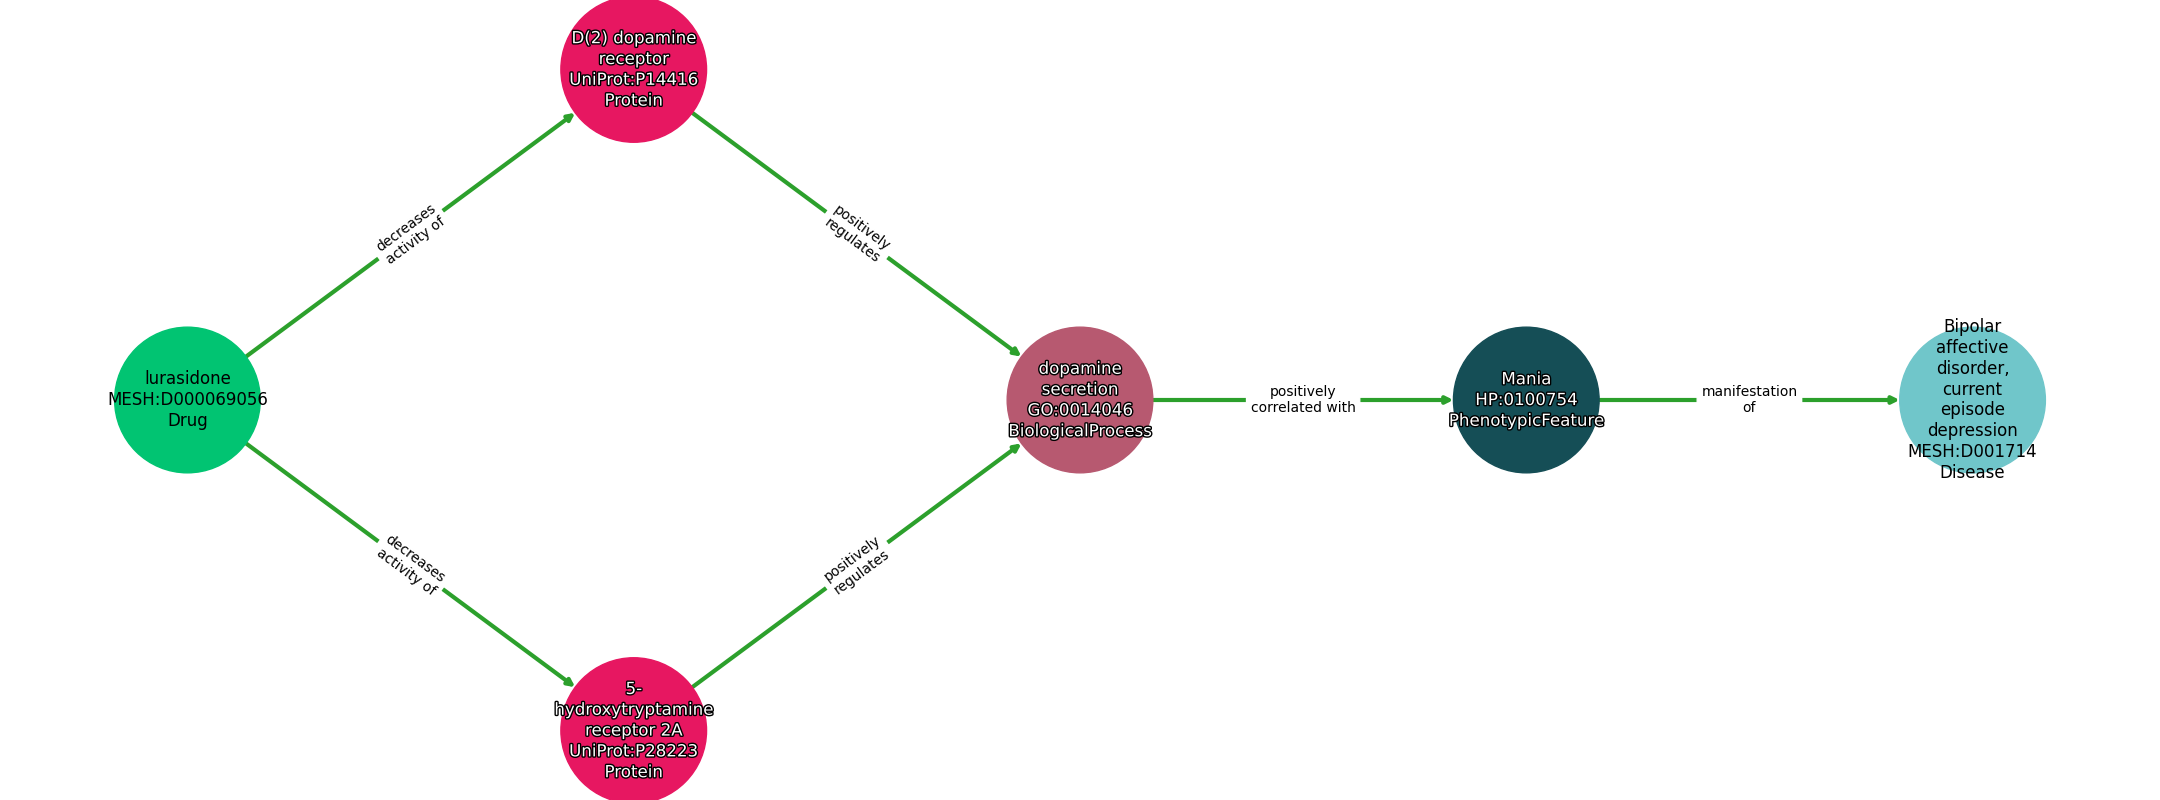 D(2) dopamine
receptor
UniProt:P14416
Protein
decreases
activity of
positively
regulates
lurasidone
MESH:D000069056
Drug
dopamine
secretion
GO:0014046
BiologicalProcess
positively
correlated with
Mania
HP:0100754
PhenotypicFeature
manifestation
of
Bipolar
affective
disorder,
current
episode
depression
MESH:D001714
Disease
decreases
activity of
positively
regulates
5-
hydroxytryptamine
receptor 2A
UniProt:P28223
Protein